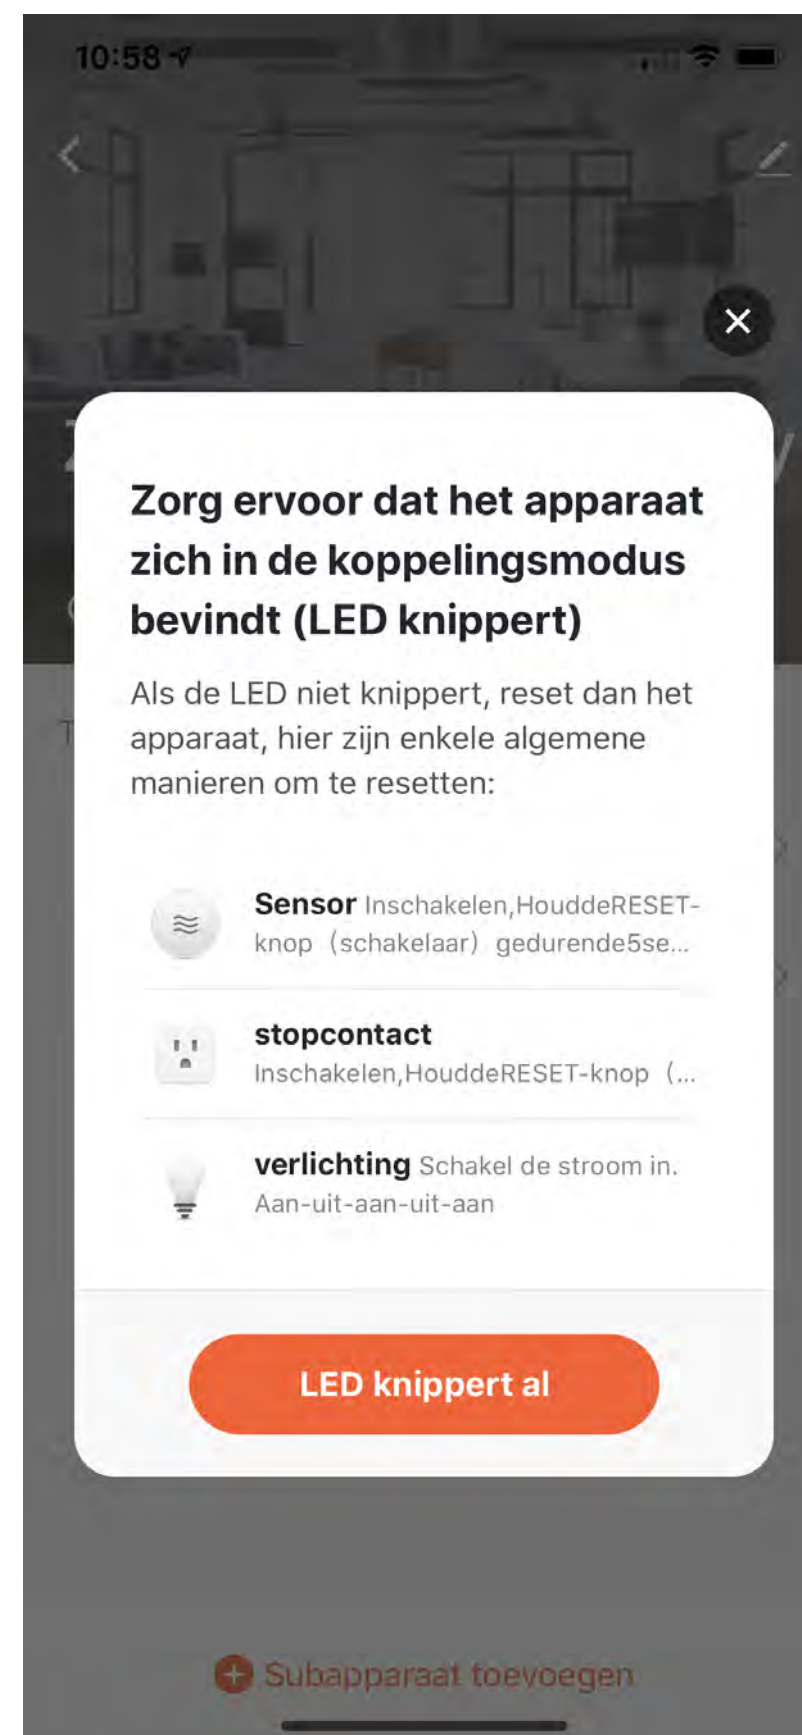 10:58
Zorg ervoor dat het apparaat
zich in de koppelingsmodus
bevindt (LED knippert)
Als de LED niet knippert, reset dan het
apparaat, hier zijn enkele algemene
manieren om te resetten:
Sensor Inschakelen,HouddeRESET-
knop（schakelaar）gedurende5se...
stopcontact
Inschakelen,HouddeRESET-knop（...
verlichting Schakel de stroom in.
Aan-uit-aan-uit-aan
LED knippert al
Subapparaat toevoegen